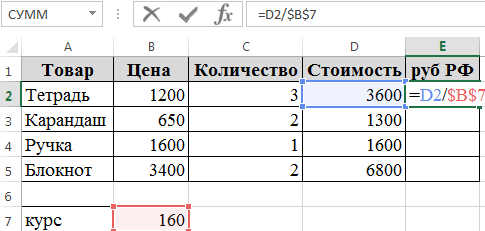 СУММ =D2/$B$7
A B C D E
1 Товар Цена Количество Стоимость руб РФ
2 Тетрадь 1200 3 3600 =D2/$B$7
3 Карандаш 650 2 1300
4 Ручка 1600 1 1600
5 Блокнот 3400 2 6800
6
7 курс 160